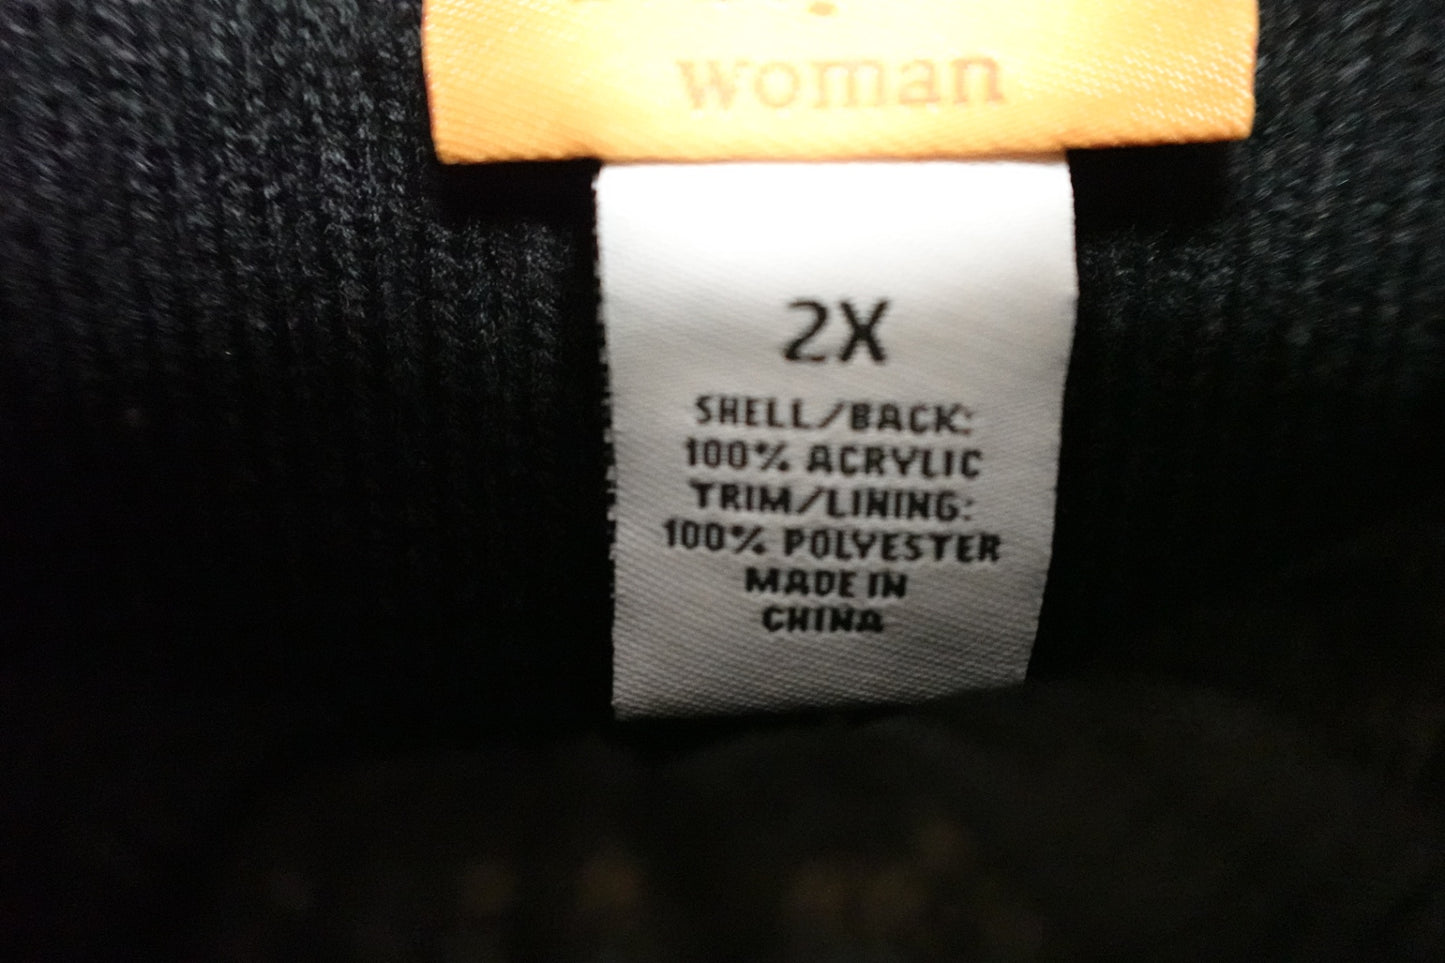 woman
2X
SHELL/BACK:
100% ACRYLIC
TRIM/LINING:
100% POLYESTER
MADE IN
CHINA